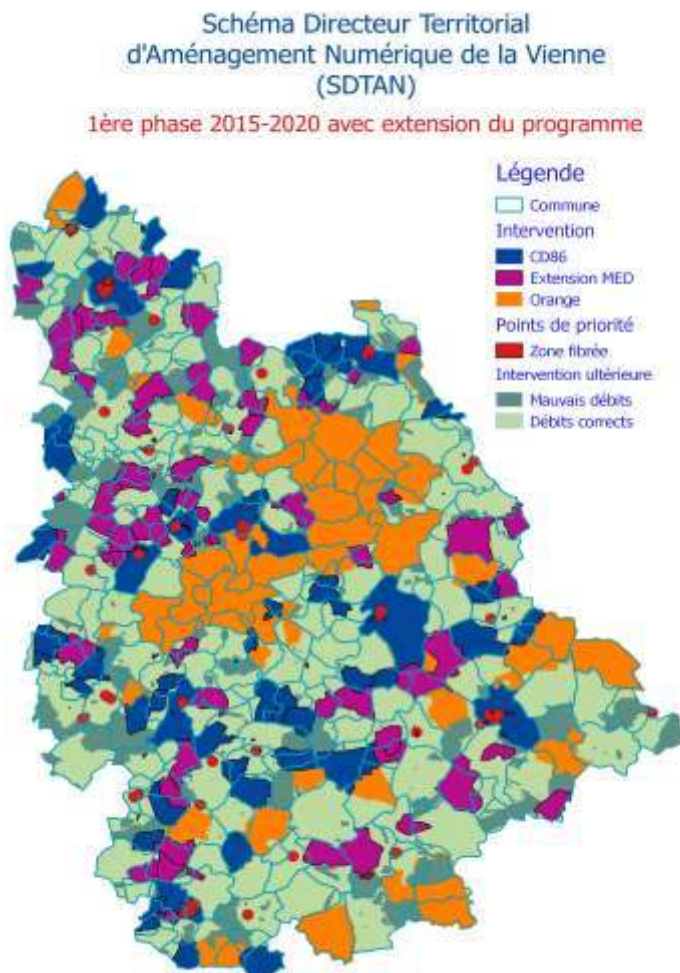 Schéma Directeur Territorial
d'Aménagement Numérique de la Vienne
(SDTAN)
1ère phase 2015-2020 avec extension du programme
Légende
Commune
Intervention
CD86
Extension MED
Orange
Points de priorité
Zone fibrée
Intervention ultérieure
Mauvais débits
Débits corrects